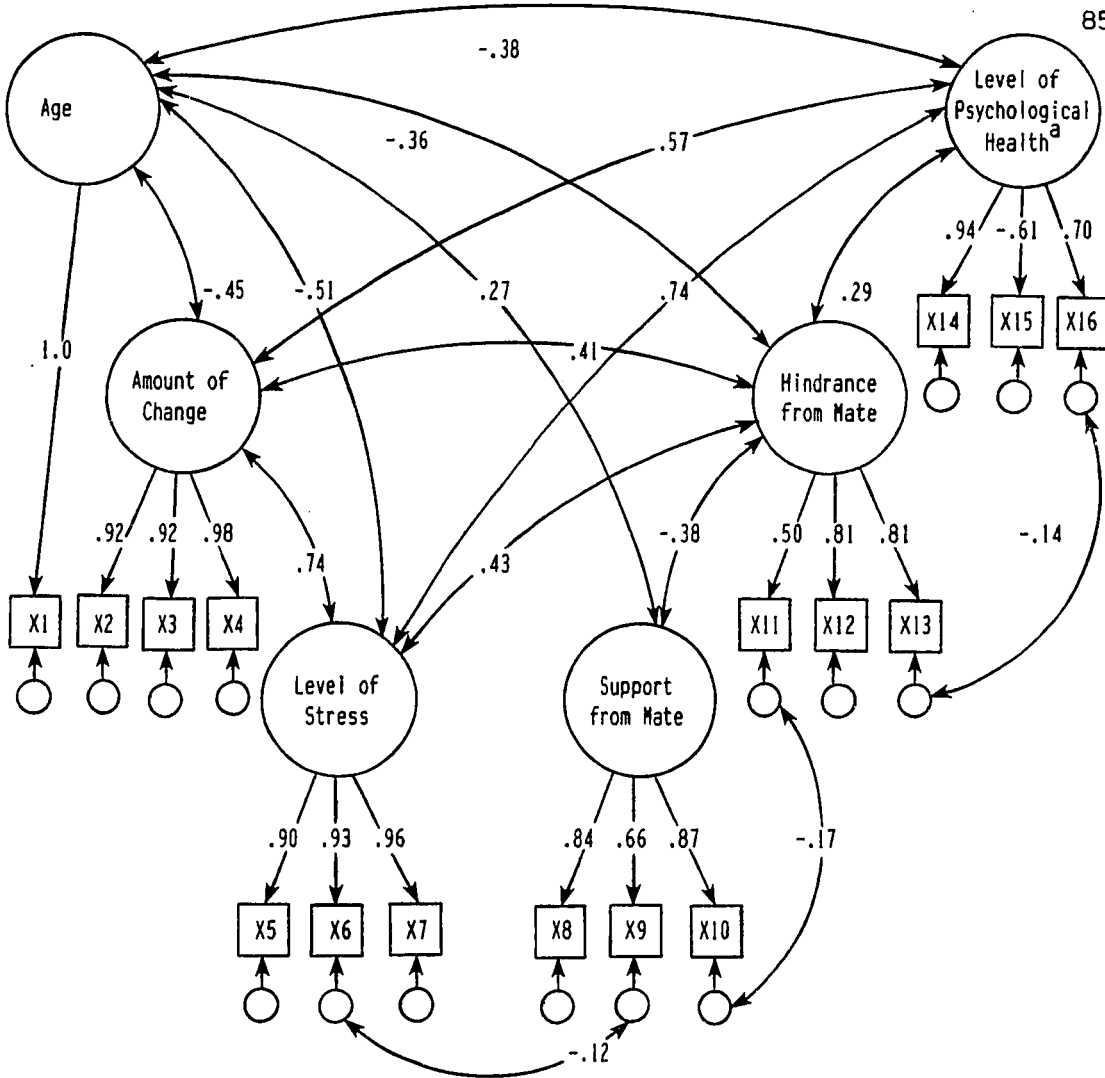 85
-.38
Age
Level of
Psychological
Health a
-.36
.57
.94
-.61
.70
-.45
-.51
.27
.74
.29
X14
X15
X16
1.0
.41
Amount of
Change
Hindrance
from Mate
.92
.92
.98
.74
.43
-.38
.50
.81
.81
-.14
X1
X2
X3
X4
X11
X12
X13
Level of
Stress
Support
from Mate
.90
.93
.96
.84
.66
.87
-.17
X5
X6
X7
X8
X9
X10
-.12